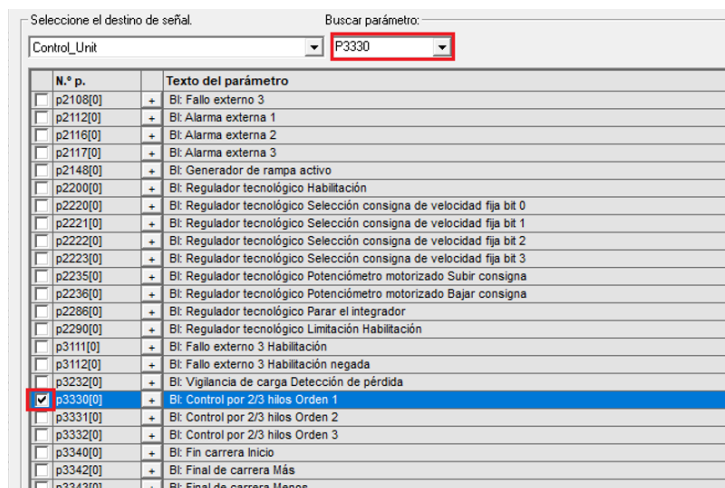 Seleccione el destino de señal. Buscar parámetro:
Control_Unit P3330
N.º p. Texto del parámetro
p2108[0] + BI: Fallo externo 3
p2112[0] + BI: Alarma externa 1
p2116[0] + BI: Alarma externa 2
p2117[0] + BI: Alarma externa 3
p2148[0] + BI: Generador de rampa activo
p2200[0] + BI: Regulador tecnológico Habilitación
p2220[0] + BI: Regulador tecnológico Selección consigna de velocidad fija bit 0
p2221[0] + BI: Regulador tecnológico Selección consigna de velocidad fija bit 1
p2222[0] + BI: Regulador tecnológico Selección consigna de velocidad fija bit 2
p2223[0] + BI: Regulador tecnológico Selección consigna de velocidad fija bit 3
p2235[0] + BI: Regulador tecnológico Potenciómetro motorizado Subir consigna
p2236[0] + BI: Regulador tecnológico Potenciómetro motorizado Bajar consigna
p2286[0] + BI: Regulador tecnológico Parar el integrador
p2290[0] + BI: Regulador tecnológico Limitación Habilitación
p3111[0] + BI: Fallo externo 3 Habilitación
p3112[0] + BI: Fallo externo 3 Habilitación negada
p3232[0] + BI: Vigilancia de carga Detección de pérdida
p3330[0] + BI: Control por 2/3 hilos Orden 1
p3331[0] + BI: Control por 2/3 hilos Orden 2
p3332[0] + BI: Control por 2/3 hilos Orden 3
p3340[0] + BI: Fin carrera Inicio
p3342[0] + BI: Final de carrera Más
p3343[0] + BI: Final de carrera Menos